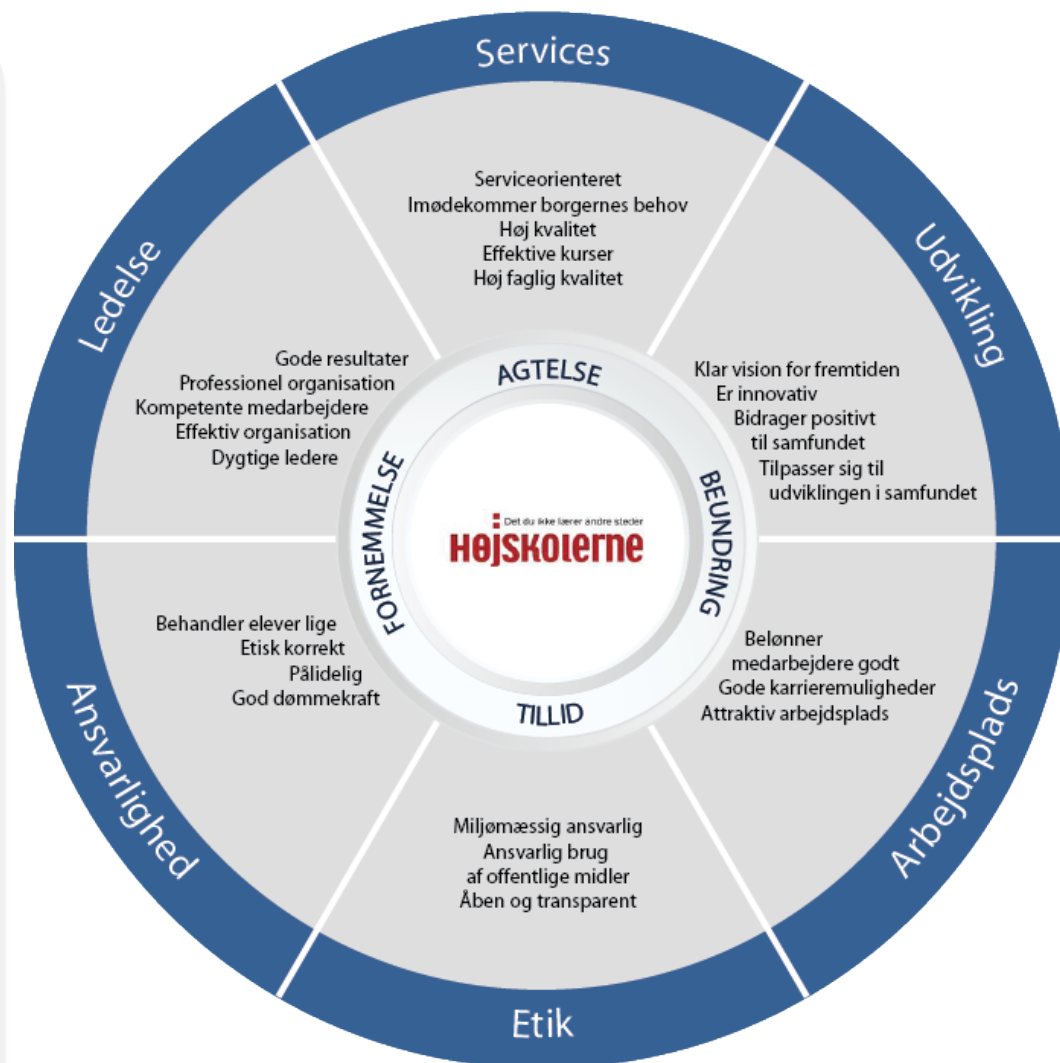 Services
Serviceorienteret
Imødekommer borgernes behov
Høj kvalitet
Effektive kurser
Høj faglig kvalitet
Udvikling
Klar vision for fremtiden
Er innovativ
Bidrager positivt
til samfundet
Tilpasser sig til
udviklingen i samfundet
Arbejdsplads
Belønner
medarbejdere godt
Gode karrieremuligheder
Attraktiv arbejdsplads
Etik
Miljømæssig ansvarlig
Ansvarlig brug
af offentlige midler
Åben og transparent
Ansvarlighed
Behandler elever lige
Etisk korrekt
Pålidelig
God dømmekraft
Ledelse
Gode resultater
Professionel organisation
Kompetente medarbejdere
Effektiv organisation
Dygtige ledere
AGTELSE
BEUNDRING
TILLID
FORNEMMELSE
Det du ikke lærer andre steder
HØJSKOLERNE